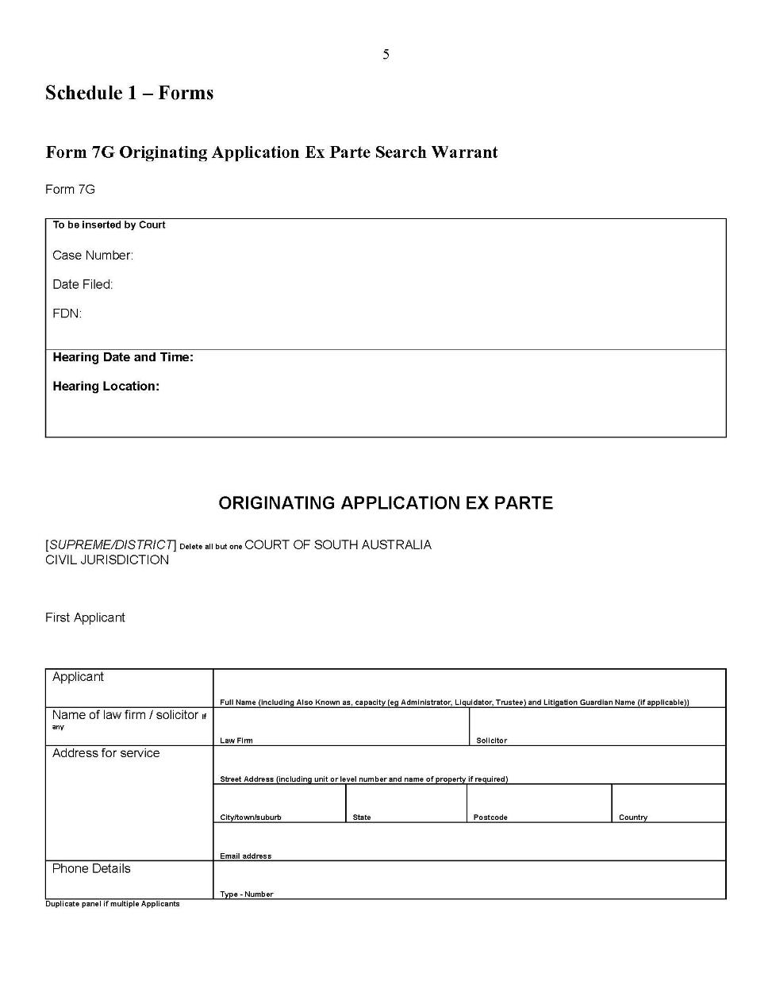 5
Schedule 1 – Forms
Form 7G Originating Application Ex Parte Search Warrant
Form 7G
To be inserted by Court
Case Number:
Date Filed:
FDN:
Hearing Date and Time:
Hearing Location:
ORIGINATING APPLICATION EX PARTE
[SUPREME/DISTRICT] Delete all but one COURT OF SOUTH AUSTRALIA
CIVIL JURISDICTION
First Applicant
Applicant
Full Name (including Also Known as, capacity (eg Administrator, Liquidator, Trustee) and Litigation Guardian Name (if applicable))
Name of law firm / solicitor If
any
Law Firm Solicitor
Address for service
Street Address (including unit or level number and name of property if required)
City/town/suburb State Postcode Country
Email address
Phone Details
Type - Number
Duplicate panel if multiple Applicants